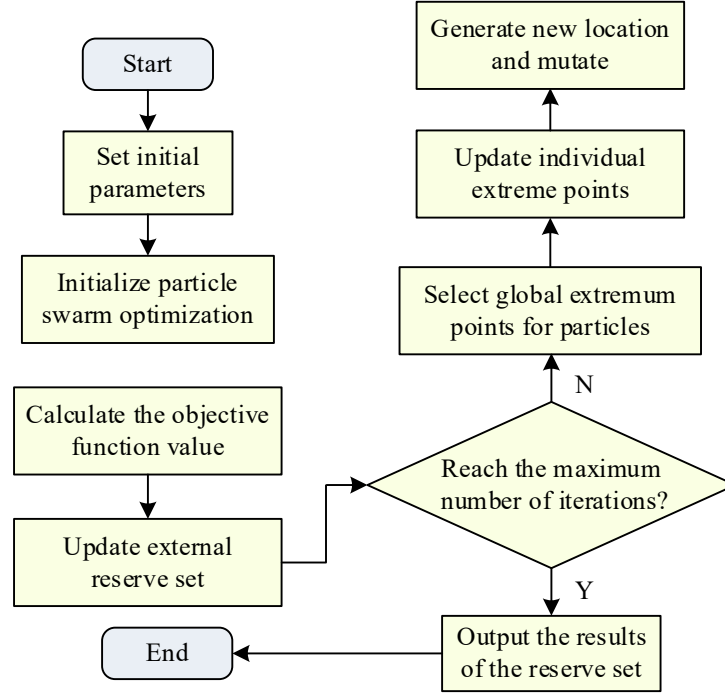 Start
Set initial
parameters
Initialize particle
swarm optimization
Calculate the objective
function value
Update external
reserve set
Generate new location
and mutate
Update individual
extreme points
Select global extremum
points for particles
N
Reach the maximum
number of iterations?
Y
Output the results
of the reserve set
End